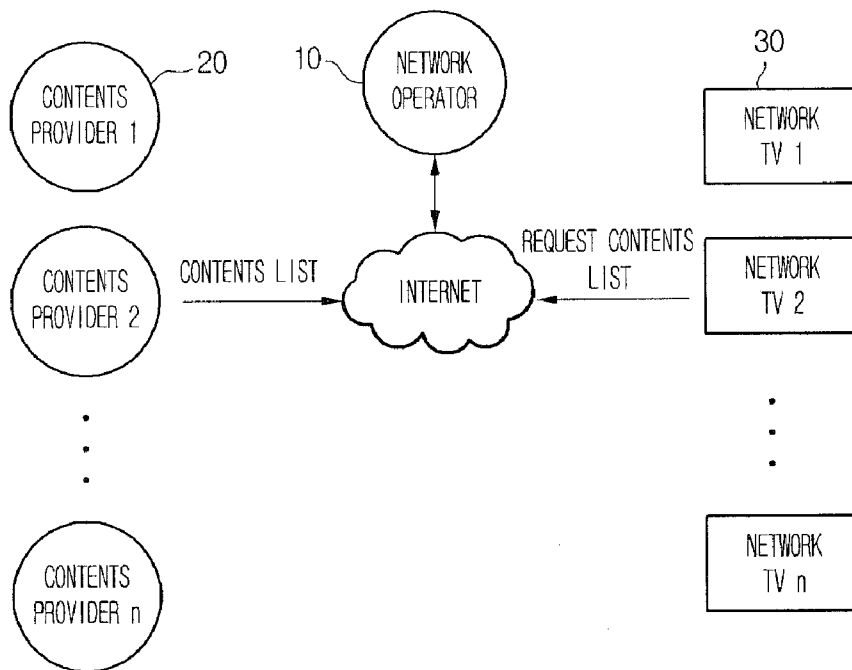 20
CONTENTS
PROVIDER 1
10
NETWORK
OPERATOR
30
NETWORK
TV 1
CONTENTS
PROVIDER 2
CONTENTS LIST
INTERNET
REQUEST CONTENTS
LIST
NETWORK
TV 2
CONTENTS
PROVIDER n
NETWORK
TV n